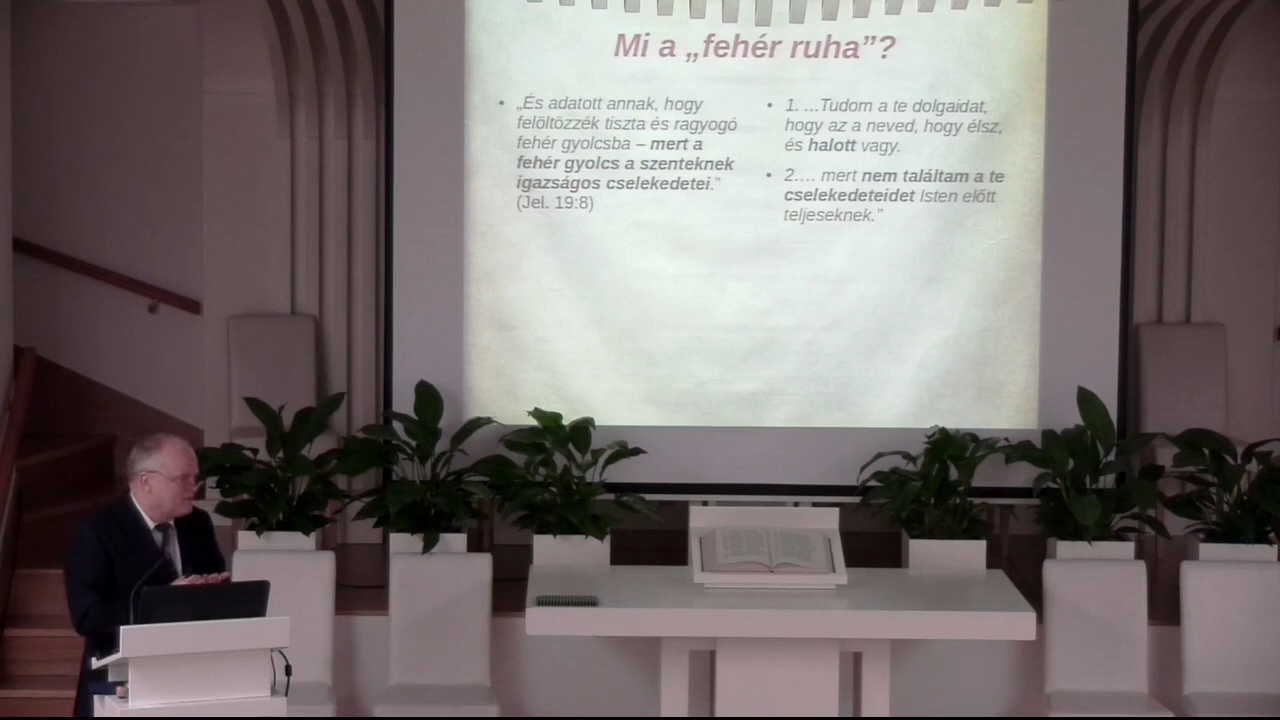 Mi a „fehér ruha”?
• „És adatott annak, hogy
felöltözzék tiszta és ragyogó
fehér gyolcsba – mert a
fehér gyolcs a szenteknek
igazságos cselekedetei.”
(Jel. 19:8)
• 1. …Tudom a te dolgaidat,
hogy az a neved, hogy élsz,
és halott vagy.
• 2.… mert nem találtam a te
cselekedeteidet Isten előtt
teljeseknek.”